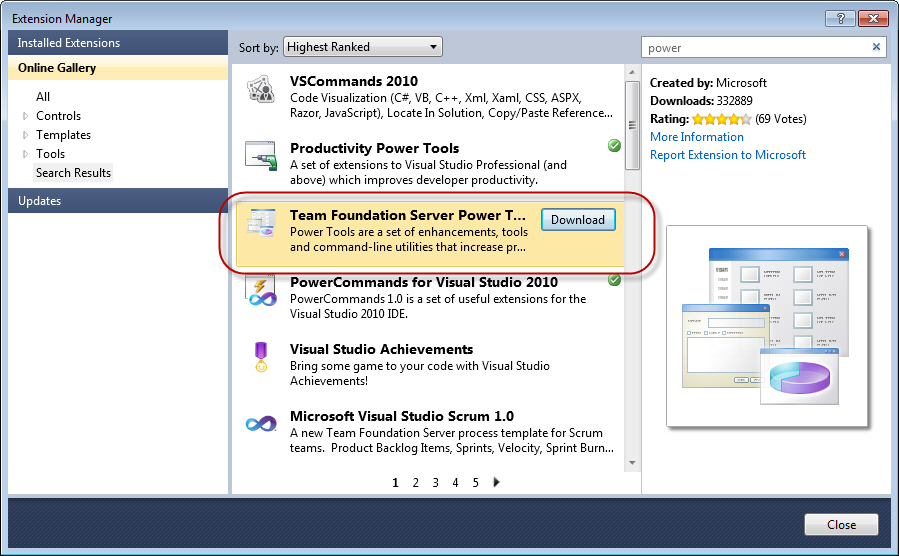 Extension Manager
Installed Extensions
Online Gallery
All
Controls
Templates
Tools
Search Results
Updates
Sort by: Highest Ranked
VSCommands 2010
Code Visualization (C#, VB, C++, Xml, Xaml, CSS, ASPX,
Razor, JavaScript), Locate In Solution, Copy/Paste Reference...
Productivity Power Tools
A set of extensions to Visual Studio Professional (and
above) which improves developer productivity.
Team Foundation Server Power T...
Download
Power Tools are a set of enhancements, tools
and command-line utilities that increase pr...
PowerCommands for Visual Studio 2010
PowerCommands 1.0 is a set of useful extensions for the
Visual Studio 2010 IDE.
Visual Studio Achievements
Bring some game to your code with Visual Studio
Achievements!
Microsoft Visual Studio Scrum 1.0
A new Team Foundation Server process template for Scrum
teams. Product Backlog Items, Sprints, Velocity, Sprint Burn...
1 2 3 4 5
power
Created by: Microsoft
Downloads: 332889
Rating: (69 Votes)
More Information
Report Extension to Microsoft
Close